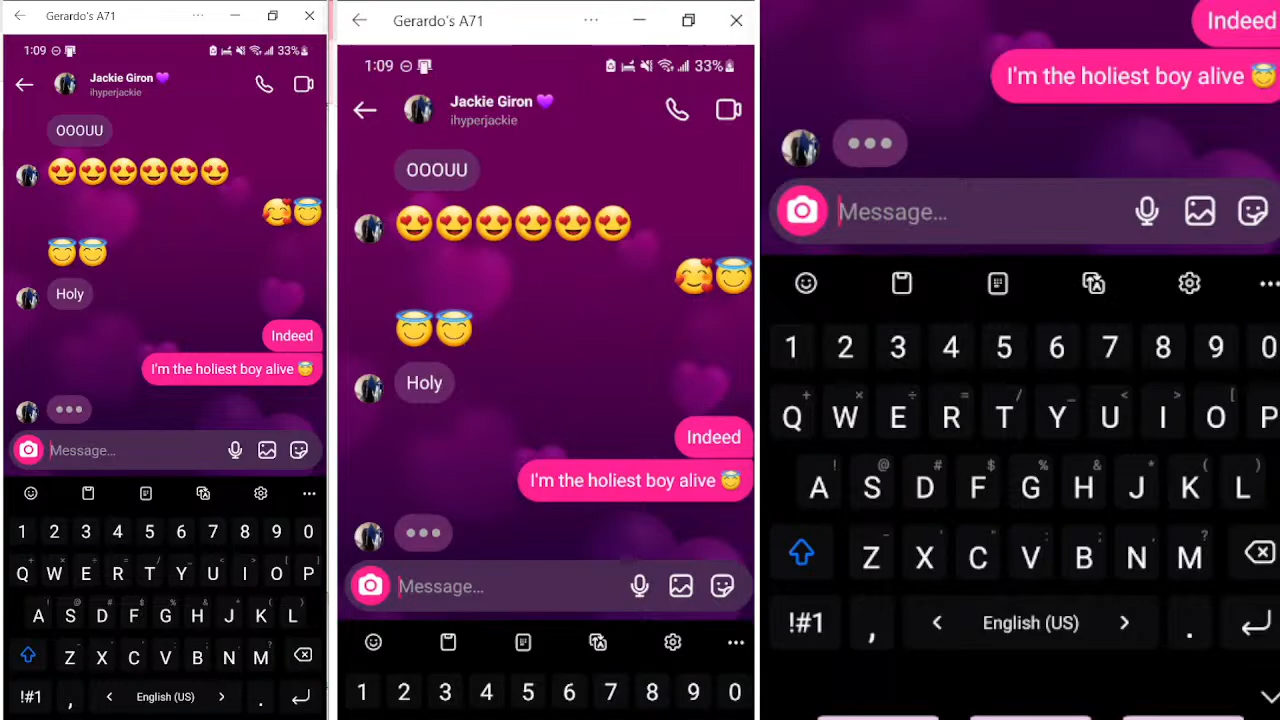 Gerardo's A71
1:09
33%
Jackie Giron 💜
ihyperjackie
OOOUU
😍😍😍😍😍😍
🥰😇
😇😇
Holy
Indeed
I'm the holiest boy alive 😇
Message...
1 2 3 4 5 6 7 8 9 0
Q W E R T Y U I O P
A S D F G H J K L
Z X C V B N M
!#1 , < English (US) > .
Gerardo's A71
1:09
33%
Jackie Giron 💜
ihyperjackie
OOOUU
😍😍😍😍😍😍
🥰😇
😇😇
Holy
Indeed
I'm the holiest boy alive 😇
Message...
1 2 3 4 5 6 7 8 9 0
Indeed
I'm the holiest boy alive 😇
Message...
1 2 3 4 5 6 7 8 9 0
Q W E R T Y U I O P
A S D F G H J K L
Z X C V B N M
!#1 , < English (US) > .